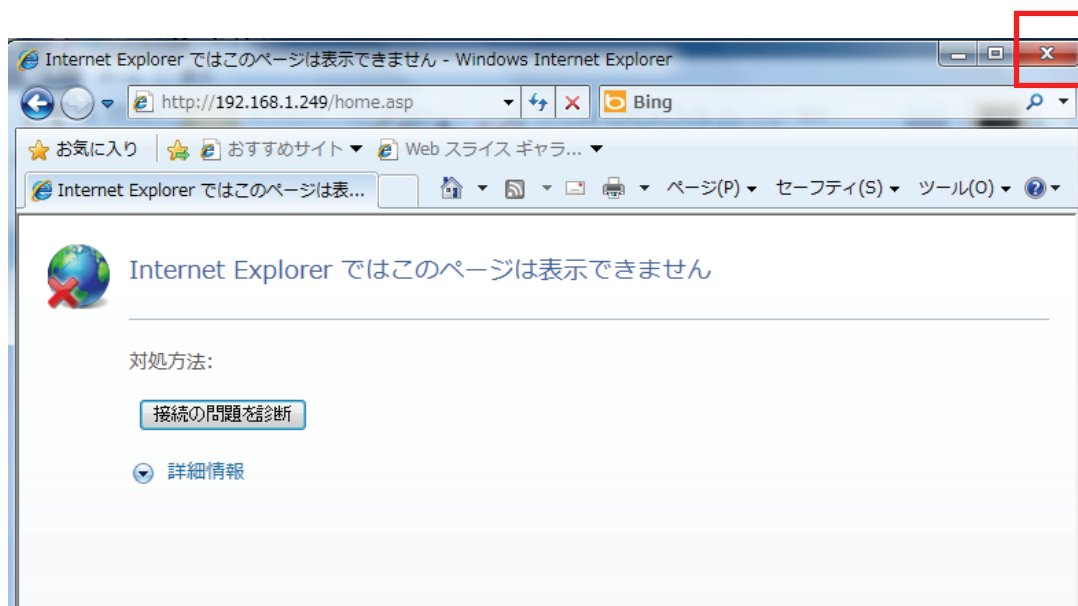 Internet Explorer ではこのページは表示できません - Windows Internet Explorer
http://192.168.1.249/home.asp Bing
お気に入り おすすめサイト Web スライス ギャラ...
Internet Explorer ではこのページは表... ページ(P) セーフティ(S) ツール(O)
Internet Explorer ではこのページは表示できません
対処方法:
接続の問題を診断
詳細情報